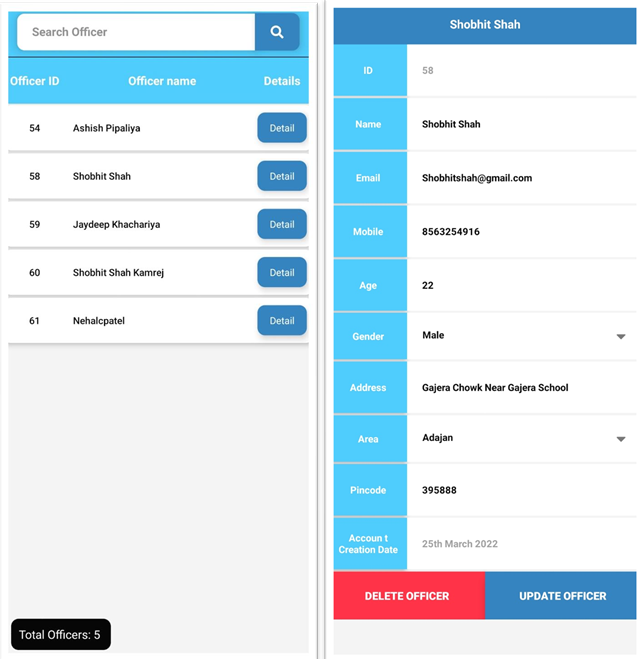 Search Officer
Officer ID Officer name Details
54 Ashish Pipaliya Detail
58 Shobhit Shah Detail
59 Jaydeep Khachariya Detail
60 Shobhit Shah Kamrej Detail
61 Nehalcpatel Detail
Total Officers: 5
Shobhit Shah
ID 58
Name Shobhit Shah
Email Shobhitshah@gmail.com
Mobile 8563254916
Age 22
Gender Male
Address Gajera Chowk Near Gajera School
Area Adajan
Pincode 395888
Accoun t
Creation Date 25th March 2022
DELETE OFFICER UPDATE OFFICER